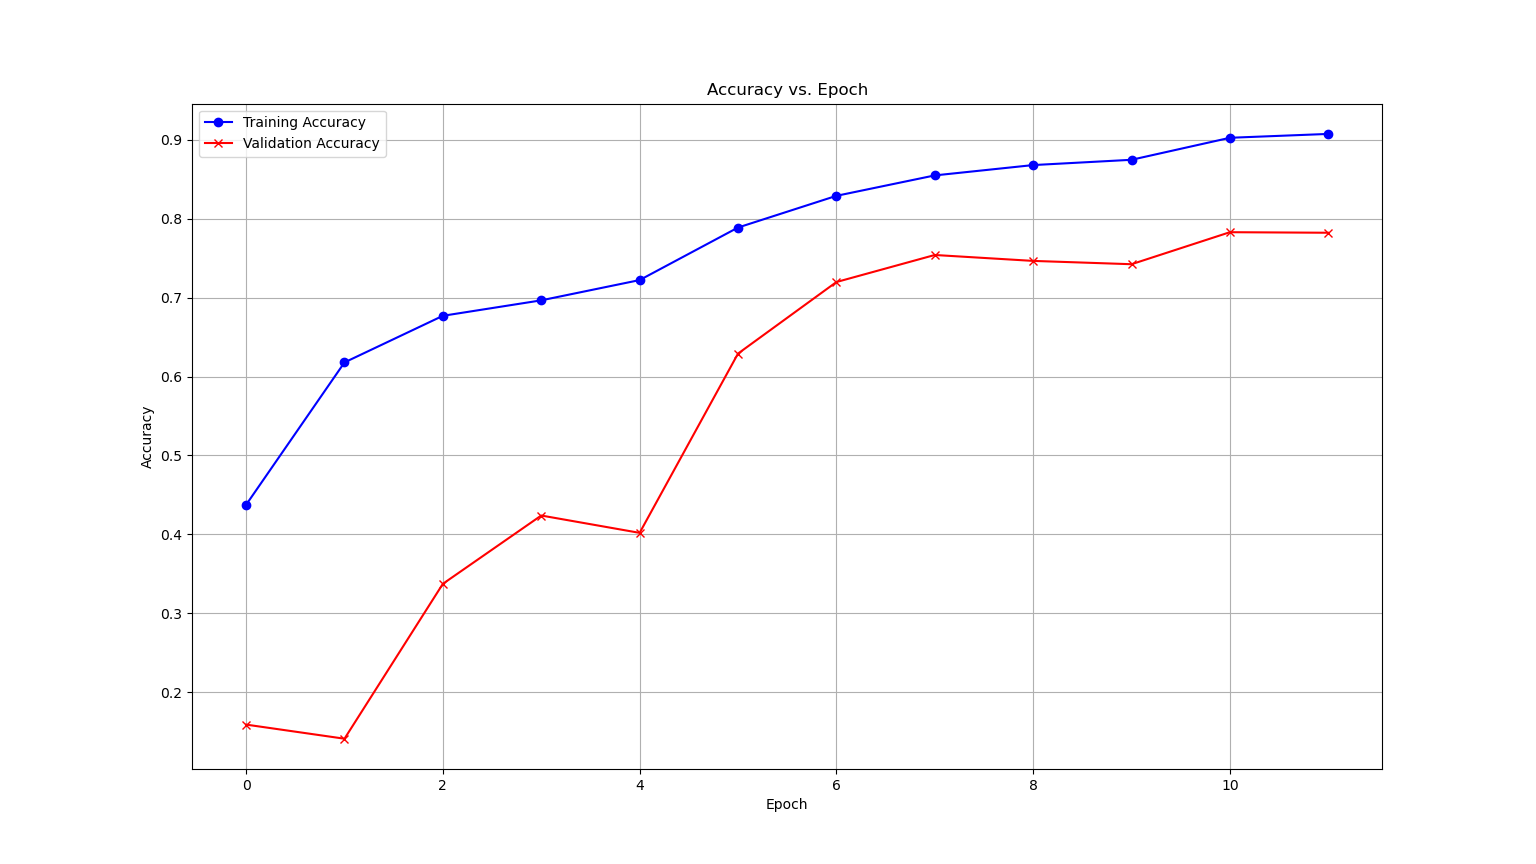 Accuracy vs. Epoch
Training Accuracy
Validation Accuracy
0.9
0.8
0.7
0.6
0.5
0.4
0.3
0.2
Accuracy
0 2 4 6 8 10
Epoch